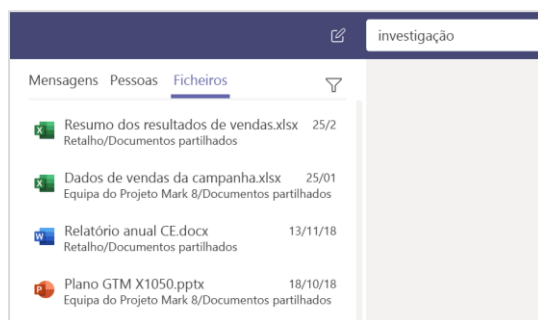 investigação
Mensagens Pessoas Ficheiros
Resumo dos resultados de vendas.xlsx 25/2
Retalho/Documentos partilhados
Dados de vendas da campanha.xlsx 25/01
Equipa do Projeto Mark 8/Documentos partilhados
Relatório anual CE.docx 13/11/18
Retalho/Documentos partilhados
Plano GTM X1050.pptx 18/10/18
Equipa do Projeto Mark 8/Documentos partilhados